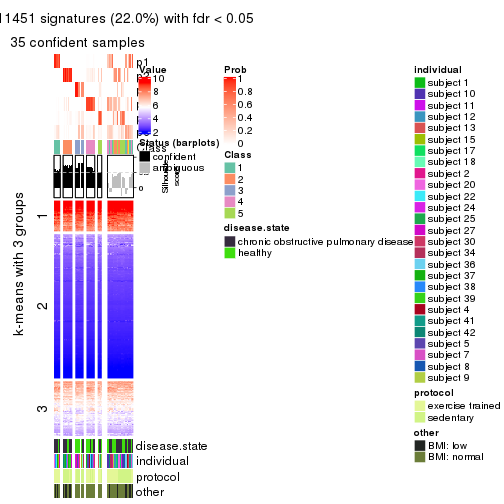 11451 signatures (22.0%) with fdr < 0.05
35 confident samples
p1
Value
10
8
6
4
2
Prob
1
0.8
0.6
0.4
0.2
0
Status (barplots)
confident
ambiguous
Class
1
2
3
4
5
disease.state
chronic obstructive pulmonary disease
healthy
Silhouette score
0
k-means with 3 groups
1
2
3
disease.state
individual
protocol
other
individual
subject 1
subject 10
subject 11
subject 12
subject 13
subject 15
subject 17
subject 18
subject 2
subject 20
subject 22
subject 24
subject 25
subject 27
subject 30
subject 34
subject 36
subject 37
subject 38
subject 39
subject 4
subject 41
subject 42
subject 5
subject 7
subject 8
subject 9
protocol
exercise trained
sedentary
other
BMI: low
BMI: normal